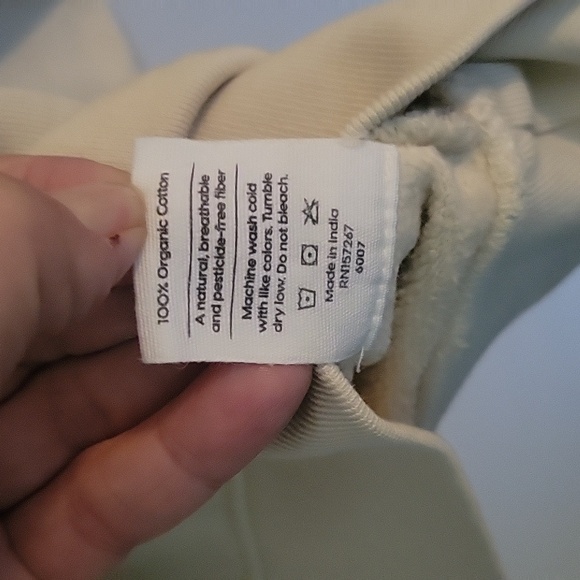 100% Organic Cotton
A natural, breathable
and pesticide-free fiber
Machine wash cold
with like colors. Tumble
dry low. Do not bleach.
Made in India
RN157267
6007